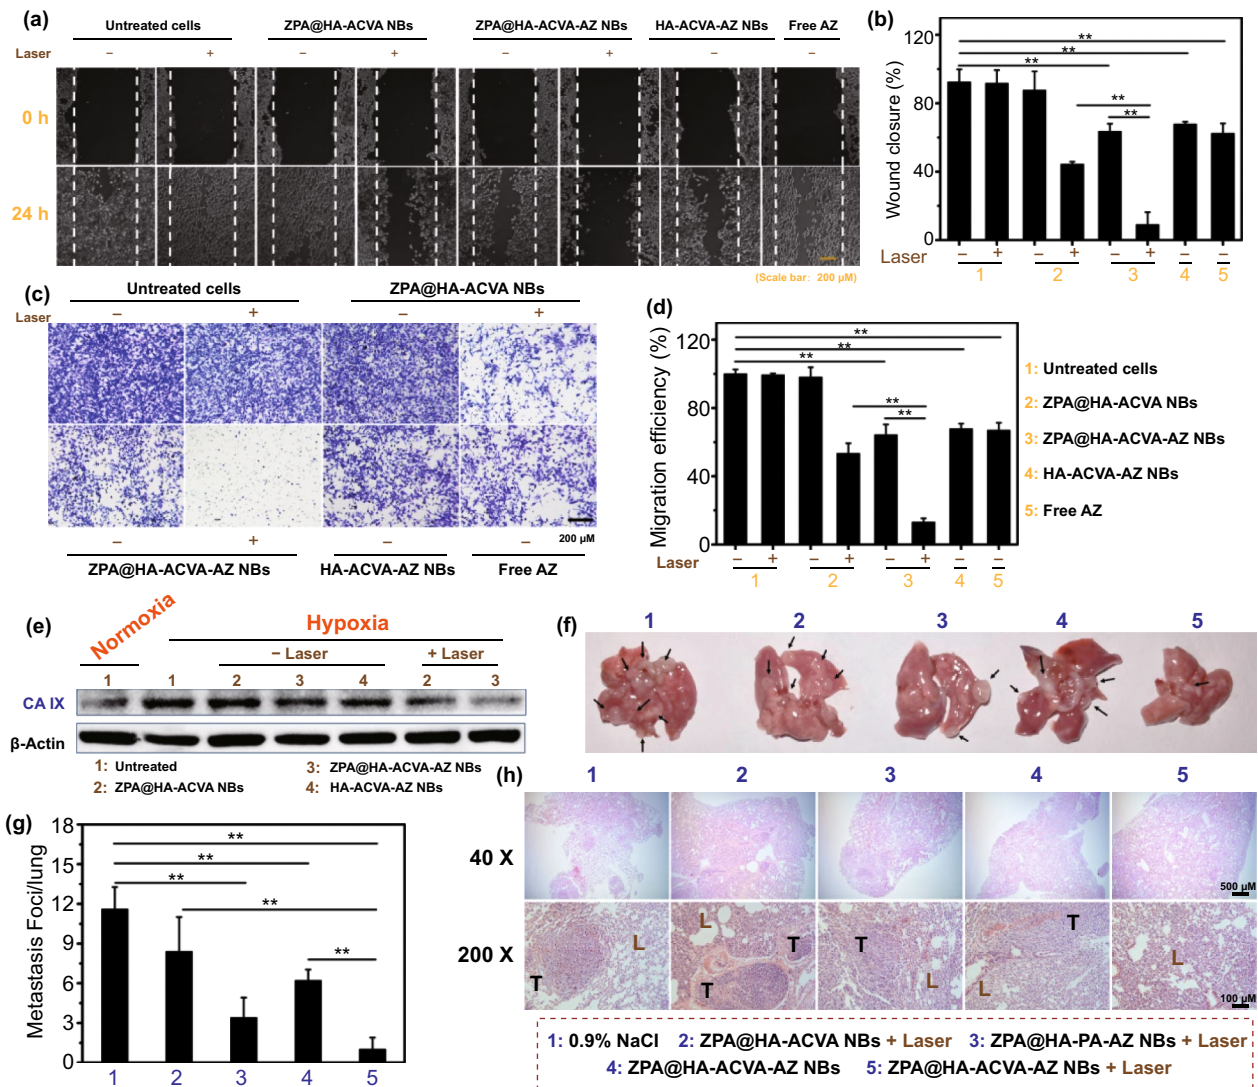 (a)
Untreated cells ZPA@HA-ACVA NBs ZPA@HA-ACVA-AZ NBs HA-ACVA-AZ NBs Free AZ
Laser − + − + − + − −
0 h
24 h
(Scale bar: 200 μM)
(b)
Wound closure (%)
120
80
40
0
** ** ** ** **
Laser − + − + − + − −
1 2 3 4 5
(c)
Untreated cells ZPA@HA-ACVA NBs
Laser − + − +
− + − − 200 μM
ZPA@HA-ACVA-AZ NBs HA-ACVA-AZ NBs Free AZ
(d)
Migration efficiency (%)
120
80
40
0
** ** ** ** **
Laser − + − + − + − −
1 2 3 4 5
1: Untreated cells
2: ZPA@HA-ACVA NBs
3: ZPA@HA-ACVA-AZ NBs
4: HA-ACVA-AZ NBs
5: Free AZ
(e)
Normoxia Hypoxia
− Laser + Laser
1 1 2 3 4 2 3
CA IX
β-Actin
1: Untreated 3: ZPA@HA-ACVA-AZ NBs
2: ZPA@HA-ACVA NBs 4: HA-ACVA-AZ NBs
(f)
1 2 3 4 5
(g)
Metastasis Foci/lung
18
15
12
9
6
3
0
** ** ** ** **
1 2 3 4 5
(h)
1 2 3 4 5
40 X
500 μM
200 X
T L L T T T L T L L
100 μM
1: 0.9% NaCl 2: ZPA@HA-ACVA NBs + Laser 3: ZPA@HA-PA-AZ NBs + Laser
4: ZPA@HA-ACVA-AZ NBs 5: ZPA@HA-ACVA-AZ NBs + Laser